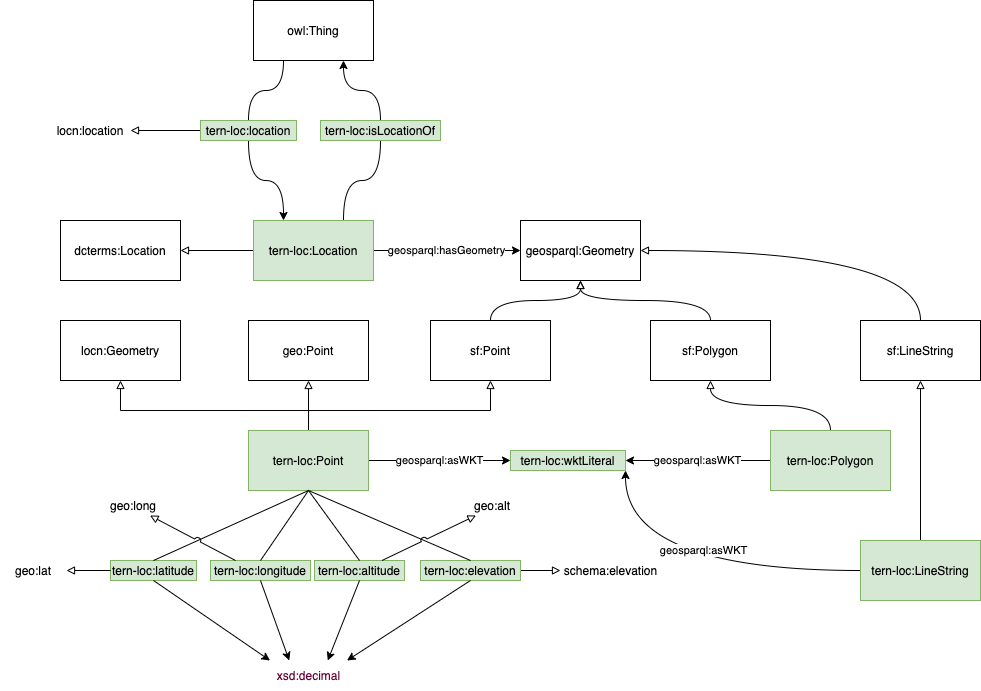 owl:Thing
locn:location
tern-loc:location
tern-loc:isLocationOf
dcterms:Location
tern-loc:Location
geosparql:hasGeometry
geosparql:Geometry
locn:Geometry
geo:Point
sf:Point
sf:Polygon
sf:LineString
tern-loc:Point
geosparql:asWKT
tern-loc:wktLiteral
geosparql:asWKT
tern-loc:Polygon
geo:long
geo:alt
geosparql:asWKT
geo:lat
tern-loc:latitude
tern-loc:longitude
tern-loc:altitude
tern-loc:elevation
schema:elevation
tern-loc:LineString
xsd:decimal